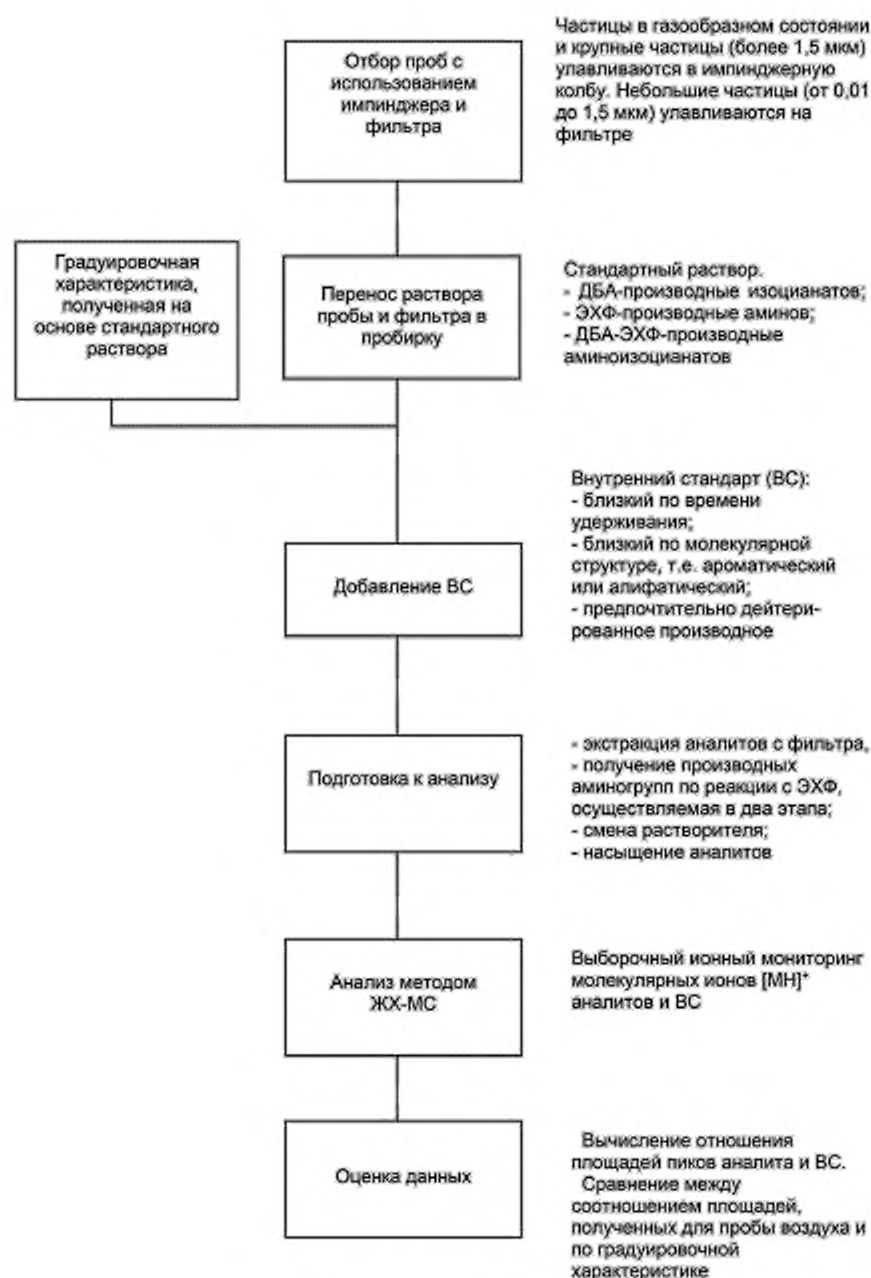 Отбор проб с
использованием
импинджера и
фильтра
Частицы в газообразном состоянии
и крупные частицы (более 1,5 мкм)
улавливаются в импинджерную
колбу. Небольшие частицы (от 0,01
до 1,5 мкм) улавливаются на
фильтре
Градуировочная
характеристика,
полученная на
основе стандартного
раствора
Перенос раствора
пробы и фильтра в
пробирку
Стандартный раствор.
- ДБА-производные изоцианатов;
- ЭХФ-производные аминов;
- ДБА-ЭХФ-производные
аминоизоцианатов
Добавление ВС
Внутренний стандарт (ВС):
- близкий по времени
удерживания;
- близкий по молекулярной
структуре, т.е. ароматический
или алифатический;
- предпочтительно дейтери-
рованное производное
Подготовка к анализу
- экстракция аналитов с фильтра,
- получение производных
аминогрупп по реакции с ЭХФ,
осуществляемая в два этапа;
- смена растворителя;
- насыщение аналитов
Анализ методом
ЖХ-МС
Выборочный ионный мониторинг
молекулярных ионов [МН]⁺
аналитов и ВС
Оценка данных
Вычисление отношения
площадей пиков аналита и ВС.
Сравнение между
соотношением площадей,
полученных для пробы воздуха и
по градуировочной
характеристике